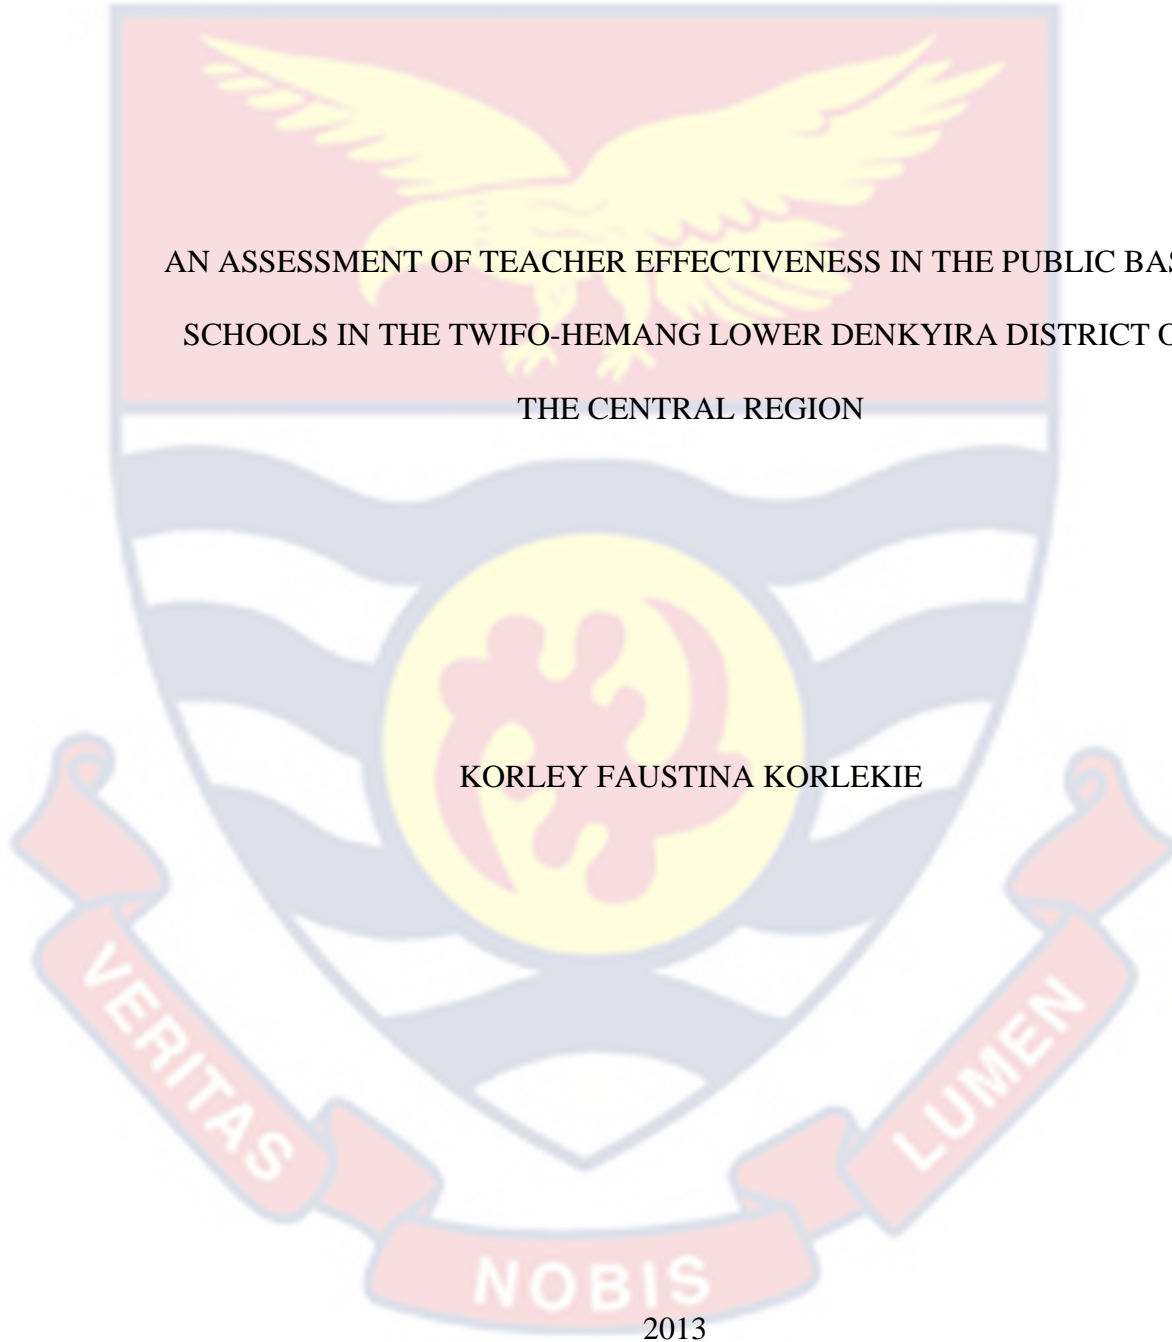 AN ASSESSMENT OF TEACHER EFFECTIVENESS IN THE PUBLIC BAS
SCHOOLS IN THE TWIFO-HEMANG LOWER DENKYIRA DISTRICT O
THE CENTRAL REGION
KORLEY FAUSTINA KORLEKIE
VERITAS
NOBIS
LUMEN
2013